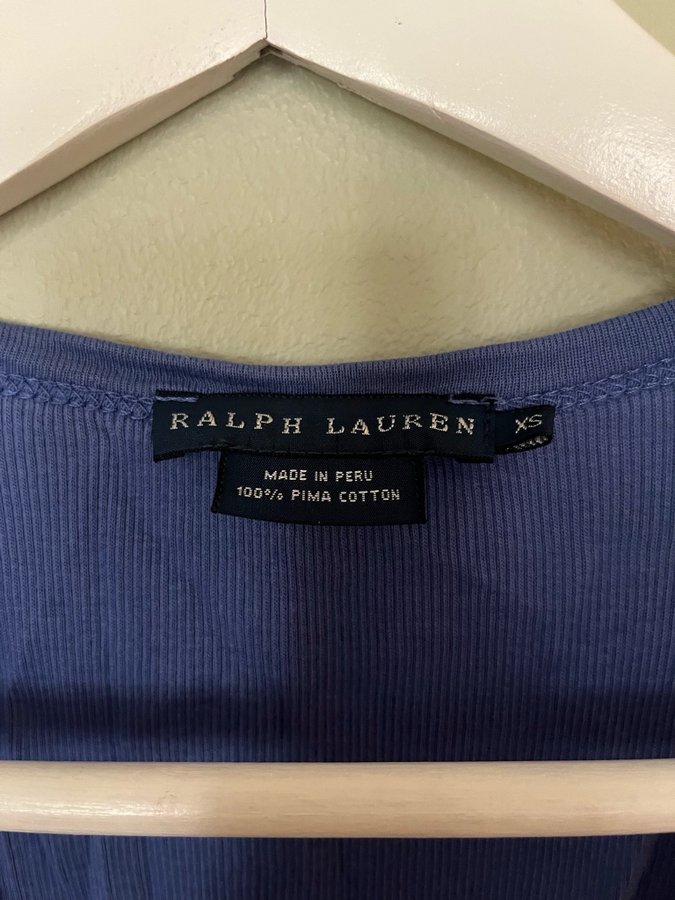 RALPH LAUREN
XS
MADE IN PERU
100% PIMA COTTON